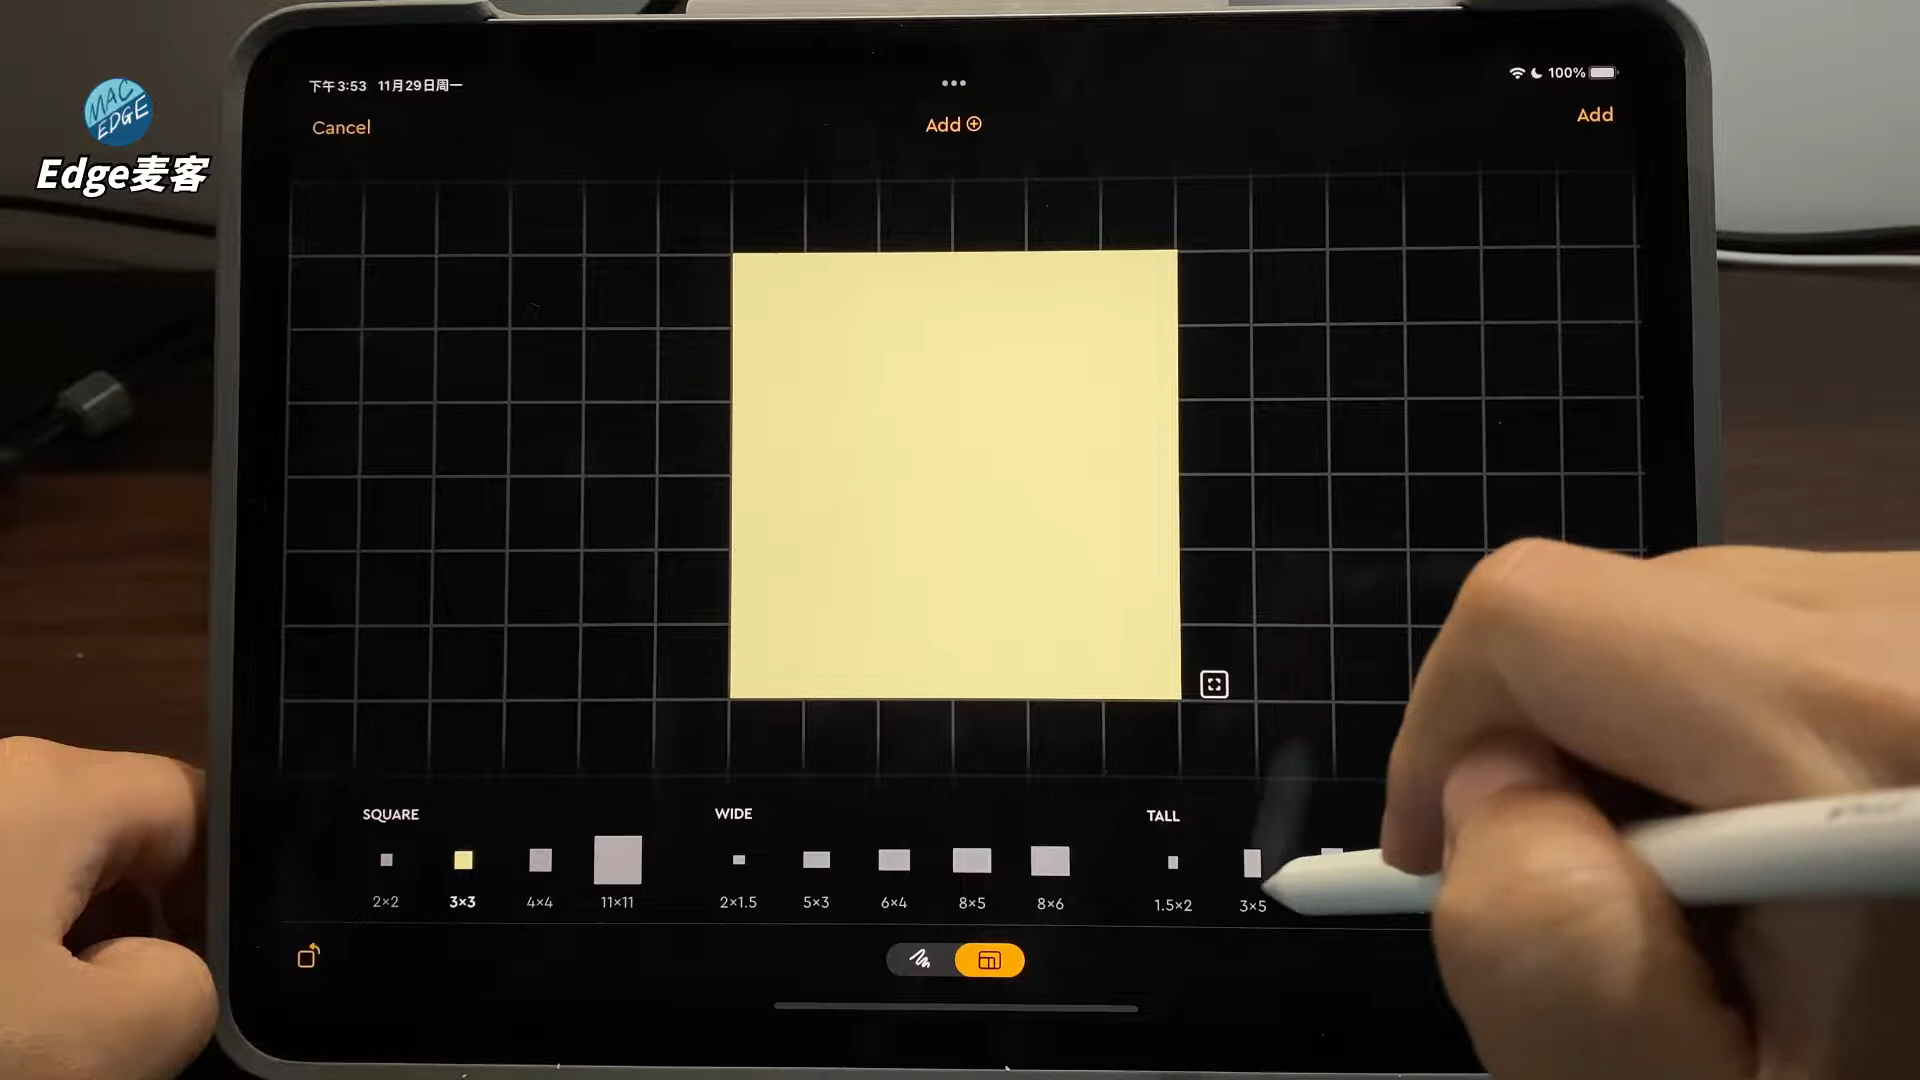 MAC
EDGE
Edge麦客
下午3:53 11月29日周一
100%
Cancel
Add
Add
SQUARE
WIDE
TALL
2×2
3×3
4×4
11×11
2×1.5
5×3
6×4
8×5
8×6
1.5×2
3×5